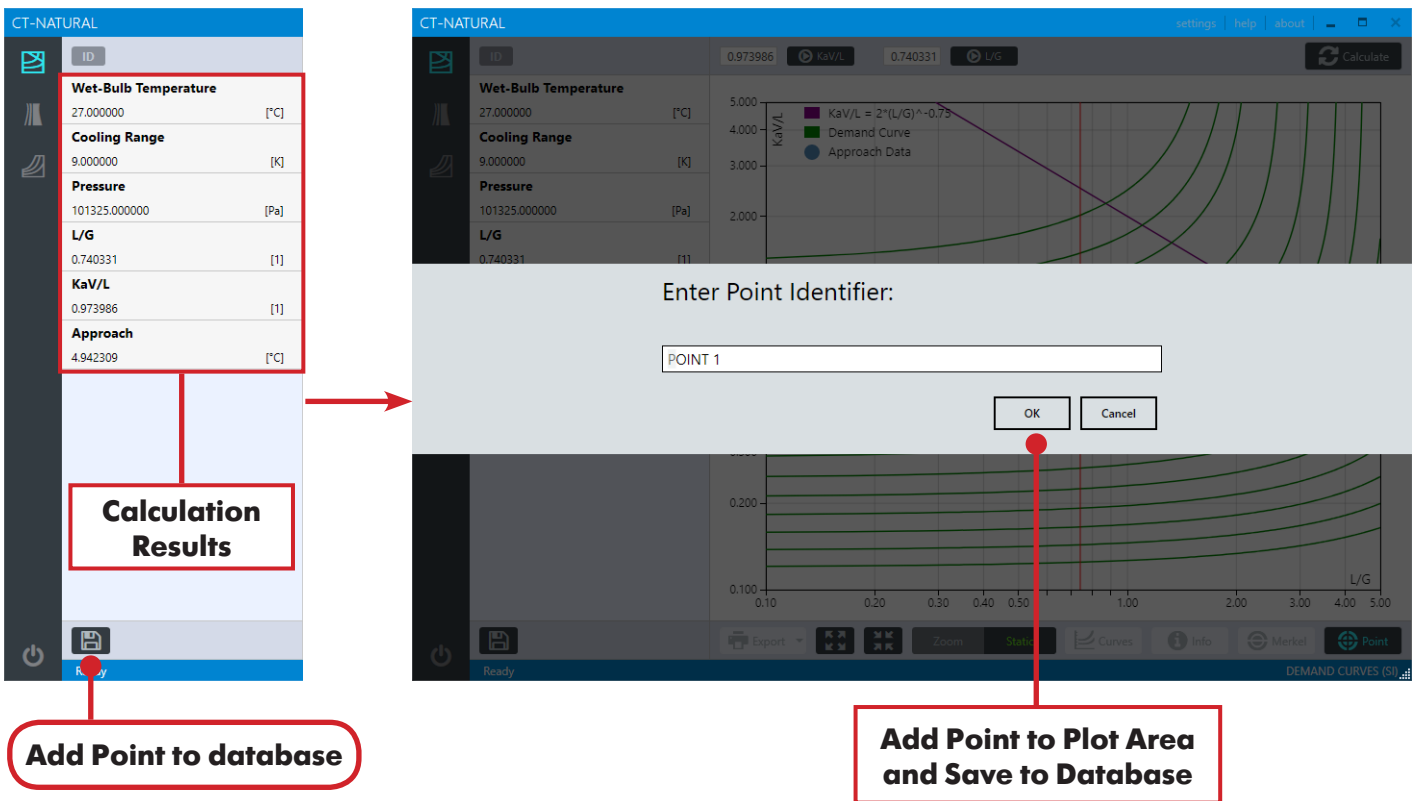 CT-NATURAL
ID
Wet-Bulb Temperature
27.000000 [°C]
Cooling Range
9.000000 [K]
Pressure
101325.000000 [Pa]
L/G
0.740331 [1]
KaV/L
0.973986 [1]
Approach
4.942309 [°C]
Calculation
Results
Ready
Add Point to database
CT-NATURAL settings help about
ID 0.973986 KaV/L 0.740331 L/G Calculate
Wet-Bulb Temperature
27.000000 [°C]
Cooling Range
9.000000 [K]
Pressure
101325.000000 [Pa]
L/G
0.740331 [1]
5.000
4.000
3.000
2.000
KaV/L
KaV/L = 2*(L/G)^-0.75
Demand Curve
Approach Data
Enter Point Identifier:
POINT 1
OK Cancel
0.200
0.100
L/G
0.10 0.20 0.30 0.40 0.50 1.00 2.00 3.00 4.00 5.00
Export Zoom Static Curves Info Merkel Point
Ready DEMAND CURVES (SI)
Add Point to Plot Area
and Save to Database